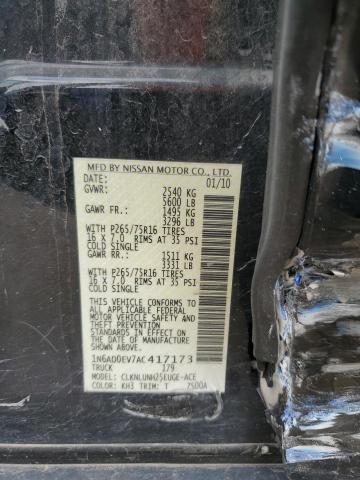 MFD BY NISSAN MOTOR CO., LTD.
DATE: 01/10
GVWR: 2540 KG
5600 LB
GAWR FR.: 1495 KG
3296 LB
WITH P265/75R16 TIRES
16 X 7.0 RIMS AT 35 PSI
COLD SINGLE
GAWR RR.: 1511 KG
3331 LB
WITH P265/75R16 TIRES
16 X 7.0 RIMS AT 35 PSI
COLD SINGLE
THIS VEHICLE CONFORMS TO
ALL APPLICABLE FEDERAL
MOTOR VEHICLE SAFETY
STANDARDS IN EFFECT ON THE
DATE OF MANUFACTURE
SHOWN ABOVE.
1N6AD0EV7AC417173
TRUCK 179
MODEL: CLKNLUNH25EUGE-ACE
COLOR: KH3 TRIM: T 7500A